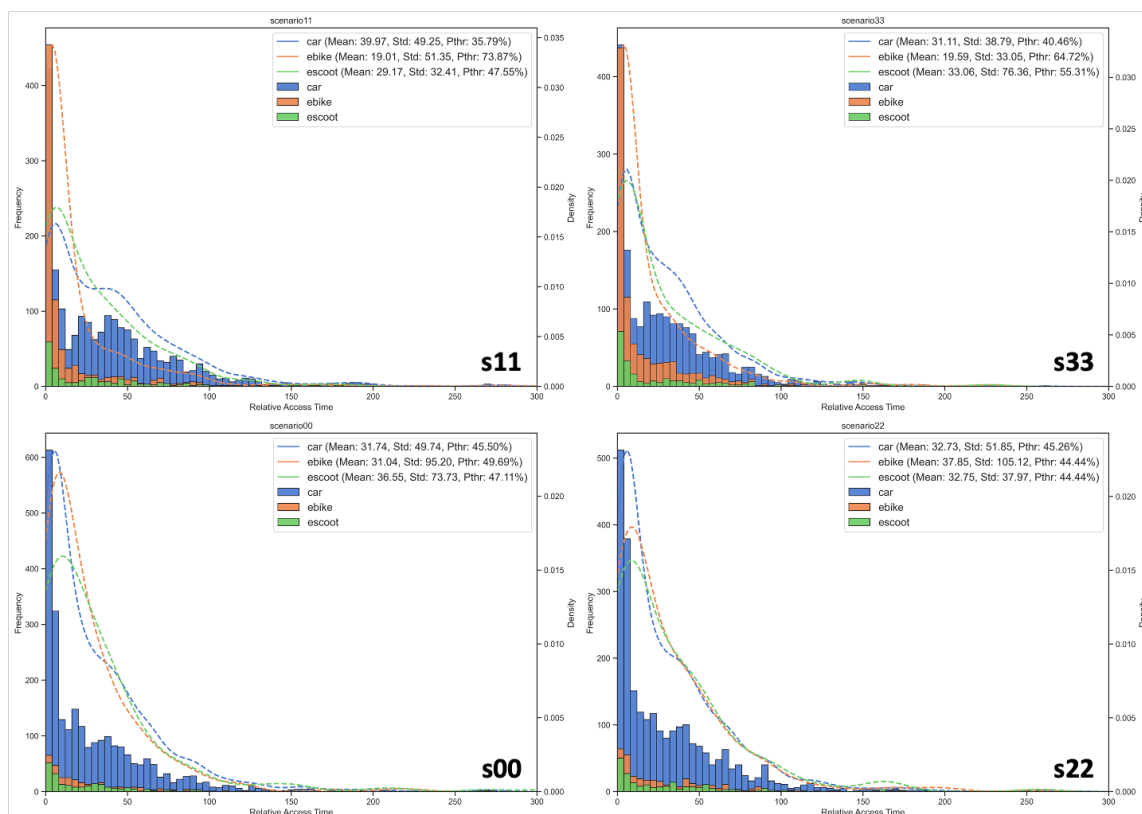 scenario11
car (Mean: 39.97, Std: 49.25, Pthr: 35.79%)
ebike (Mean: 19.01, Std: 51.35, Pthr: 73.87%)
escoot (Mean: 29.17, Std: 32.41, Pthr: 47.55%)
car
ebike
escoot
400
300
200
100
0
Frequency
0.035
0.030
0.025
0.020
0.015
0.010
0.005
0.000
Density
s11
0 50 100 150 200 250 300
Relative Access Time
scenario33
car (Mean: 31.11, Std: 38.79, Pthr: 40.46%)
ebike (Mean: 19.59, Std: 33.05, Pthr: 64.72%)
escoot (Mean: 33.06, Std: 76.36, Pthr: 55.31%)
car
ebike
escoot
400
300
200
100
0
Frequency
0.030
0.025
0.020
0.015
0.010
0.005
0.000
Density
s33
0 50 100 150 200 250 300
Relative Access Time
scenario00
car (Mean: 31.74, Std: 49.74, Pthr: 45.50%)
ebike (Mean: 31.04, Std: 95.20, Pthr: 49.69%)
escoot (Mean: 36.55, Std: 73.73, Pthr: 47.11%)
car
ebike
escoot
600
500
400
300
200
100
0
Frequency
0.020
0.015
0.010
0.005
0.000
Density
s00
0 50 100 150 200 250 300
Relative Access Time
scenario22
car (Mean: 32.73, Std: 51.85, Pthr: 45.26%)
ebike (Mean: 37.85, Std: 105.12, Pthr: 44.44%)
escoot (Mean: 32.75, Std: 37.97, Pthr: 44.44%)
car
ebike
escoot
500
400
300
200
100
0
Frequency
0.020
0.015
0.010
0.005
0.000
Density
s22
0 50 100 150 200 250 300
Relative Access Time